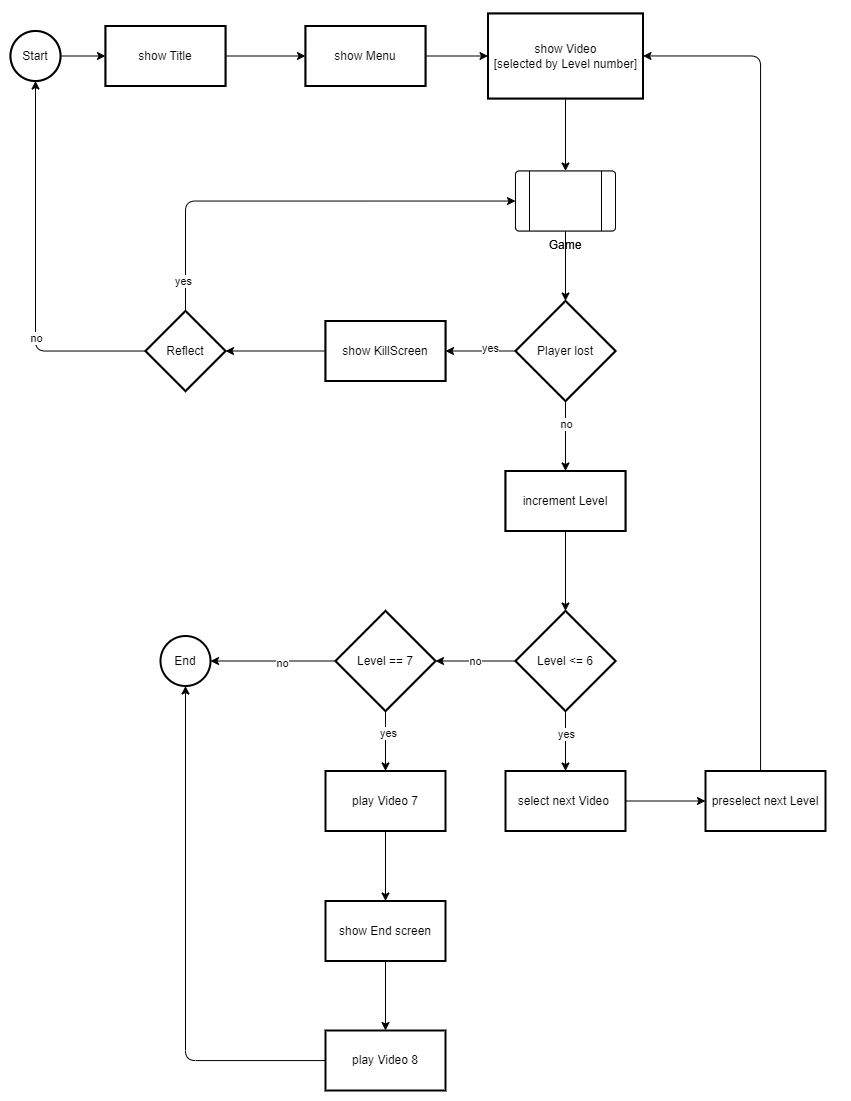 Start
show Title
show Menu
show Video
[selected by Level number]
Game
yes
no
Reflect
show KillScreen
yes
Player lost
no
increment Level
End
no
Level == 7
no
Level <= 6
yes
yes
play Video 7
select next Video
preselect next Level
show End screen
play Video 8